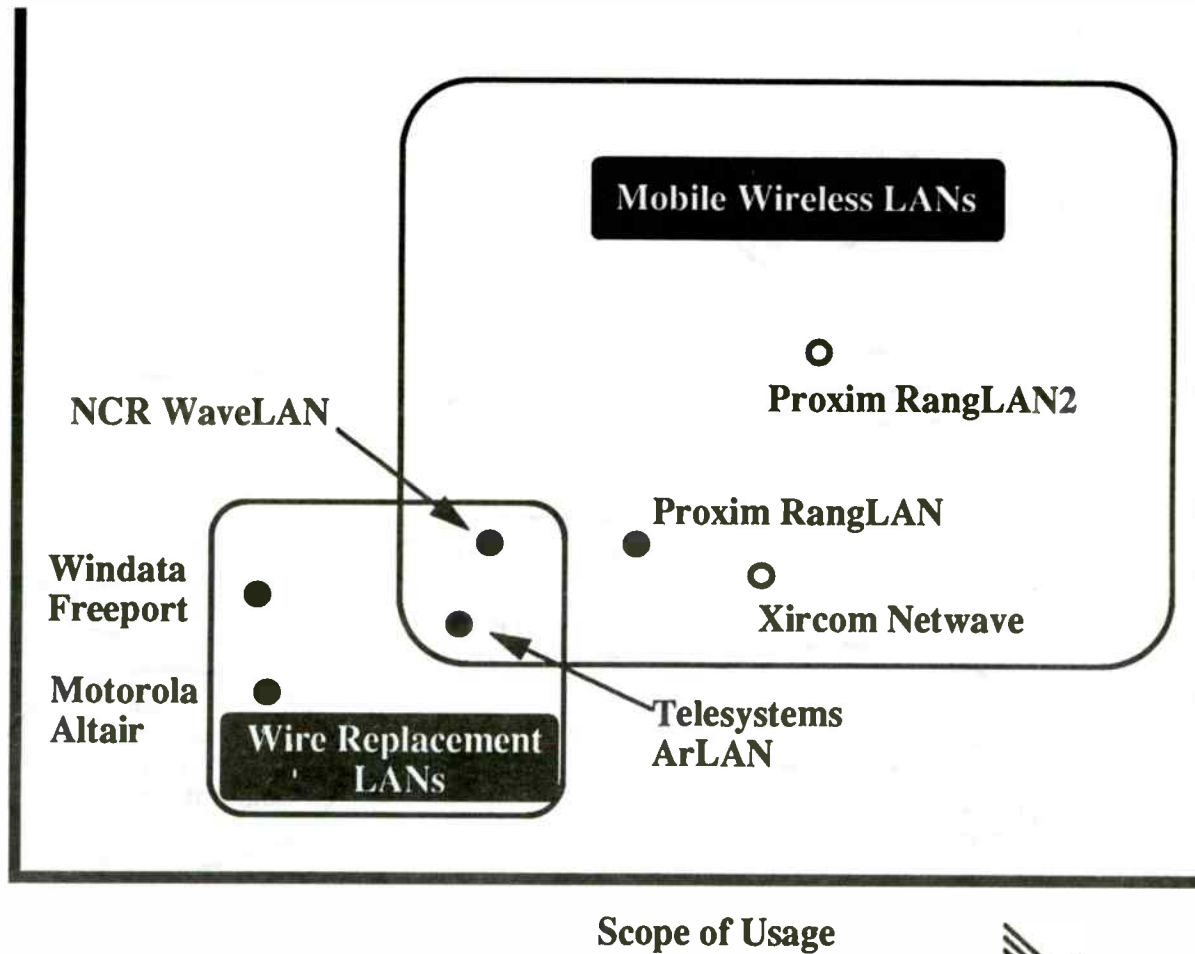 Mobile Wireless LANs
Proxim RangLAN2
NCR WaveLAN
Proxim RangLAN
Windata
Freeport
Xircom Netwave
Motorola
Altair
Telesystems
ArLAN
Wire Replacement
LANs
Scope of Usage